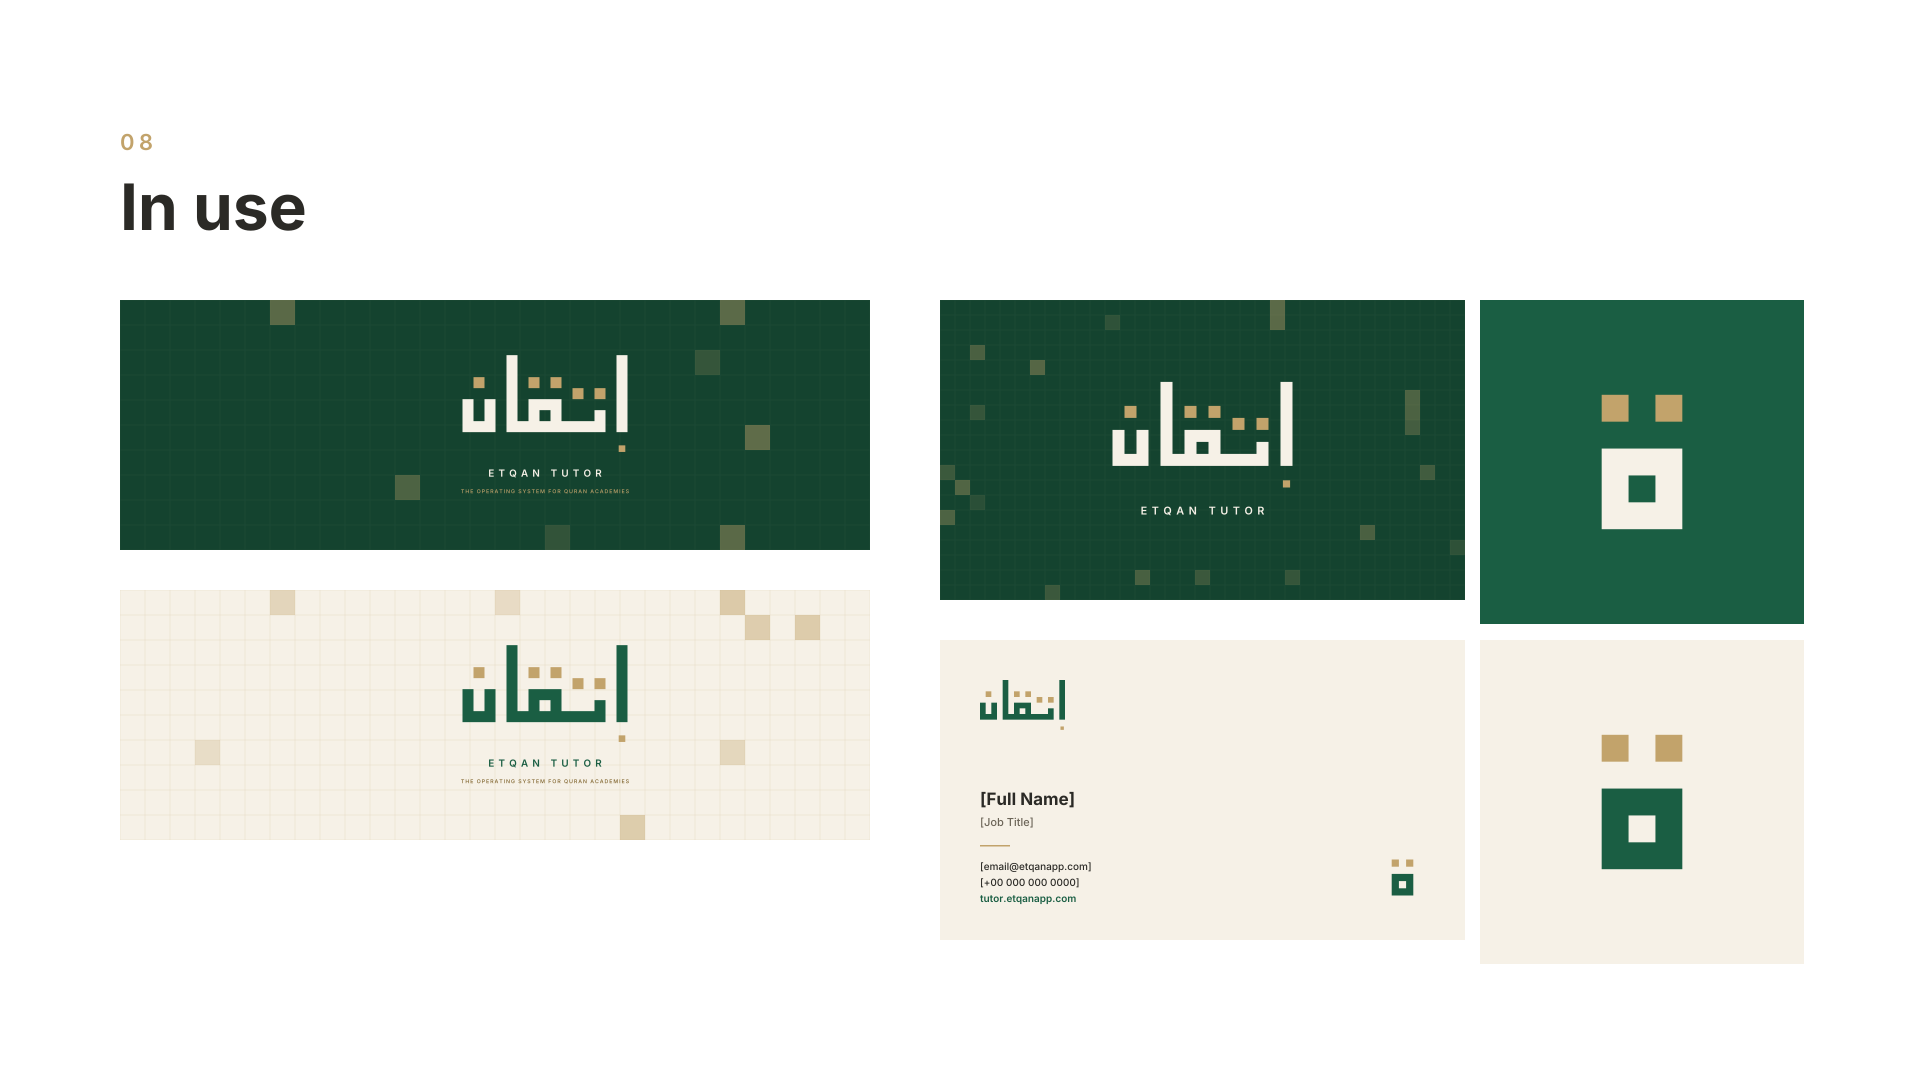 08
In use
إتقان
ETQAN TUTOR
THE OPERATING SYSTEM FOR QURAN ACADEMIES
إتقان
ETQAN TUTOR
THE OPERATING SYSTEM FOR QURAN ACADEMIES
إتقان
ETQAN TUTOR
إتقان
[Full Name]
[Job Title]
[email@etqanapp.com]
[+00 000 000 0000]
tutor.etqanapp.com